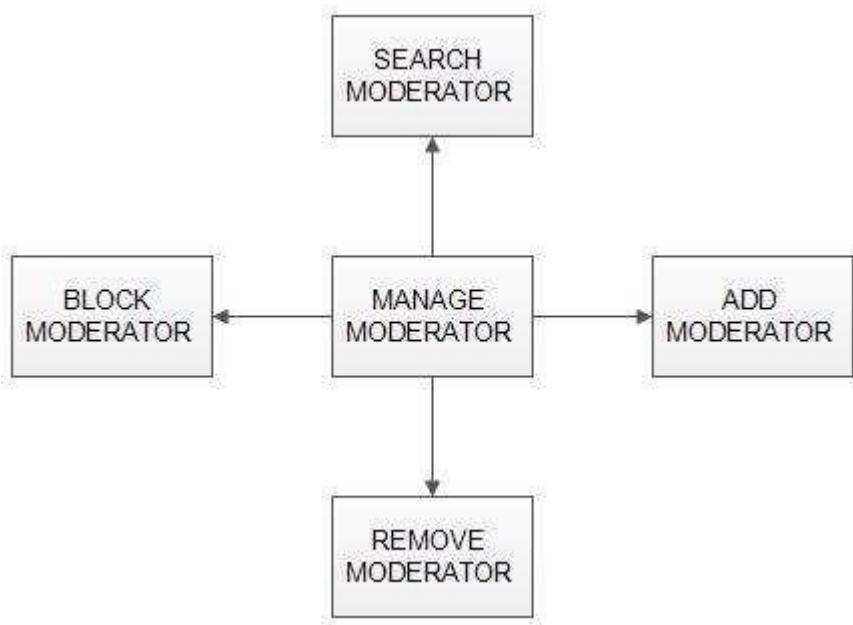 SEARCH
MODERATOR
BLOCK
MODERATOR
MANAGE
MODERATOR
ADD
MODERATOR
REMOVE
MODERATOR